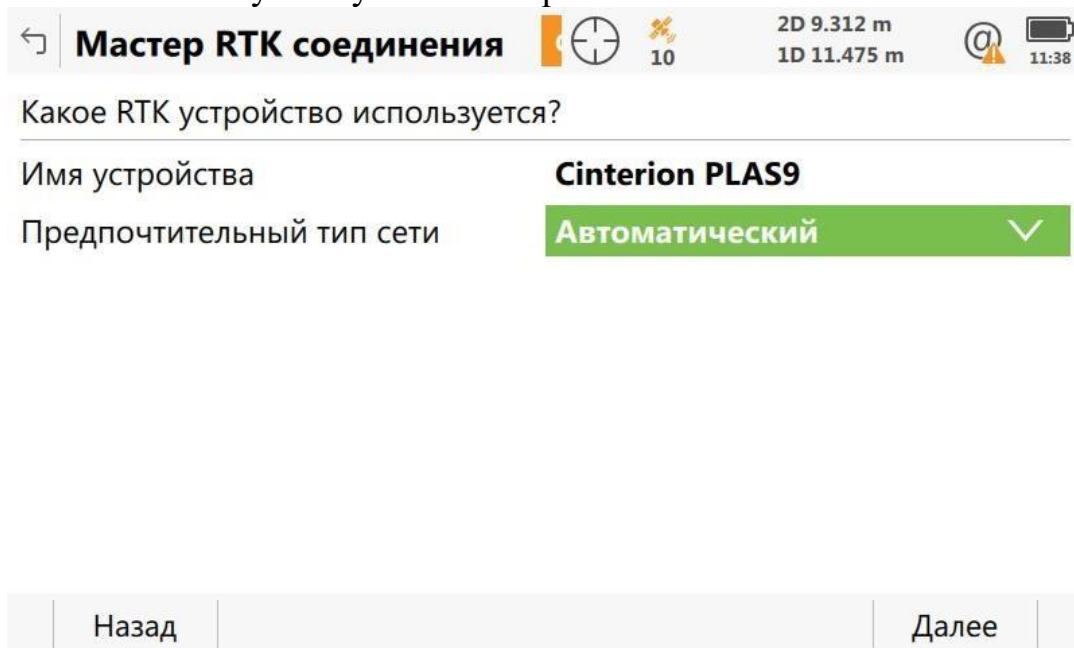 Мастер RTK соединения
10
2D 9.312 m
1D 11.475 m
@
11:38
Какое RTK устройство используется?
Имя устройства Cinterion PLAS9
Предпочтительный тип сети Автоматический
Назад Далее